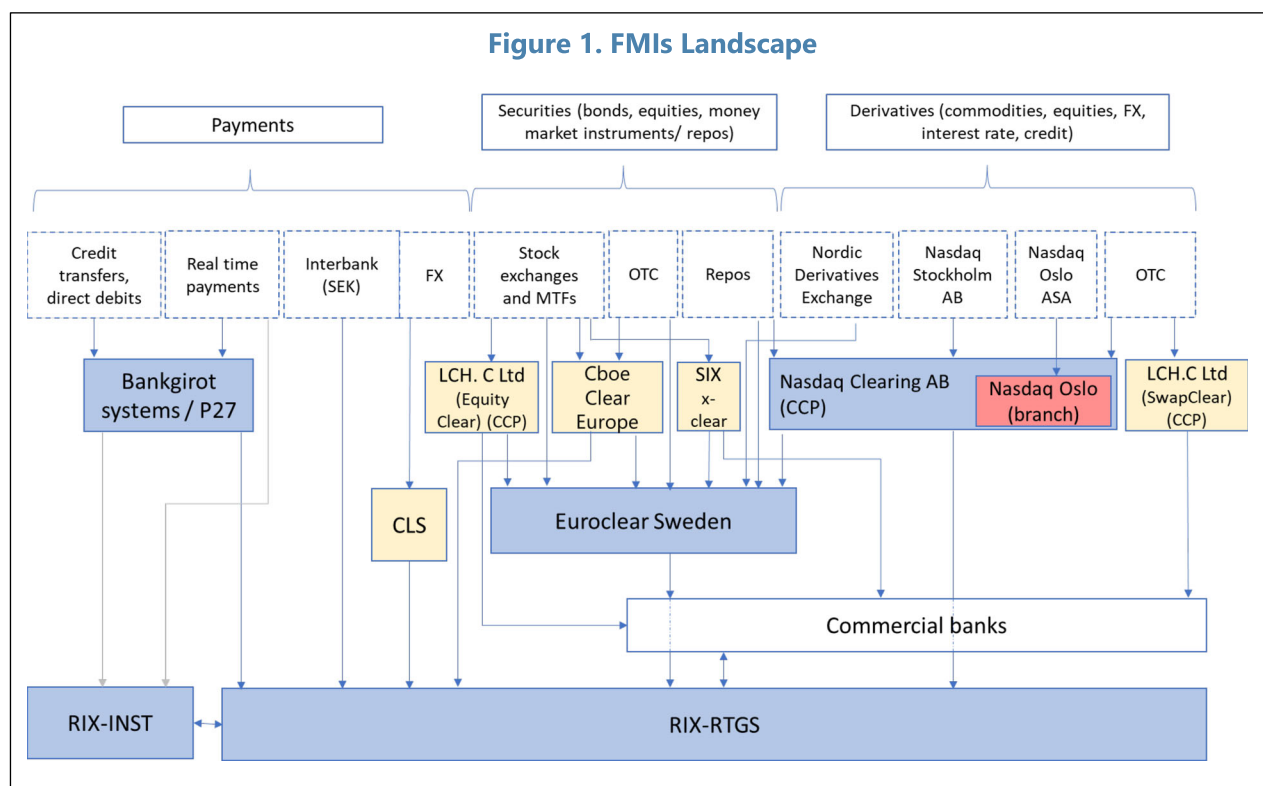 Figure 1. FMIs Landscape
Payments
Securities (bonds, equities, money
market instruments/ repos)
Derivatives (commodities, equities, FX,
interest rate, credit)
Credit
transfers,
direct debits
Real time
payments
Interbank
(SEK)
FX
Stock
exchanges
and MTFs
OTC
Repos
Nordic
Derivatives
Exchange
Nasdaq
Stockholm
AB
Nasdaq
Oslo
ASA
OTC
Bankgirot
systems / P27
LCH. C Ltd
(Equity
Clear) (CCP)
Cboe
Clear
Europe
SIX
x-
clear
Nasdaq Clearing AB
(CCP)
Nasdaq Oslo
(branch)
LCH.C Ltd
(SwapClear)
(CCP)
CLS
Euroclear Sweden
Commercial banks
RIX-INST
RIX-RTGS